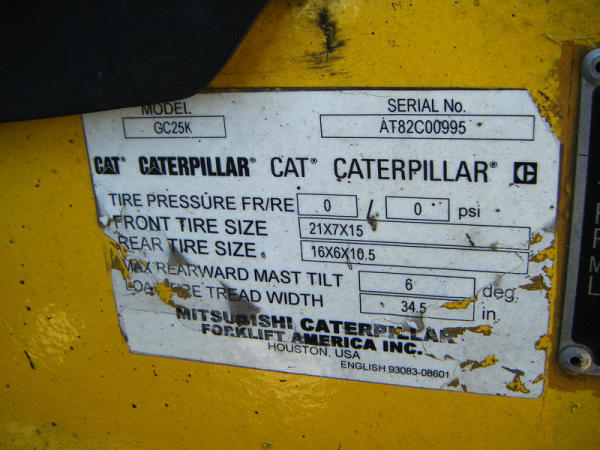 MODEL SERIAL No.
GC25K AT82C00995
CAT® CATERPILLAR® CAT® CATERPILLAR® C
TIRE PRESSURE FR/RE 0 / 0 psi
FRONT TIRE SIZE 21X7X15
REAR TIRE SIZE 16X6X10.5
MAX REARWARD MAST TILT 6 deg.
TREAD WIDTH 34.5 in.
MITSUBISHI CATERPILLAR
FORKLIFT AMERICA INC.
HOUSTON, USA
ENGLISH 93083-08601